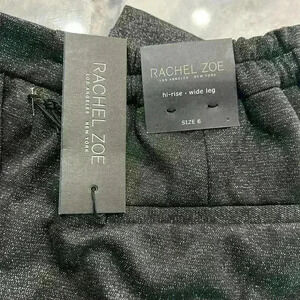 RACHEL ZOE
LOS ANGELES NEW YORK
RACHEL ZOE
LOS ANGELES NEW YORK
hi-rise · wide leg
SIZE 6